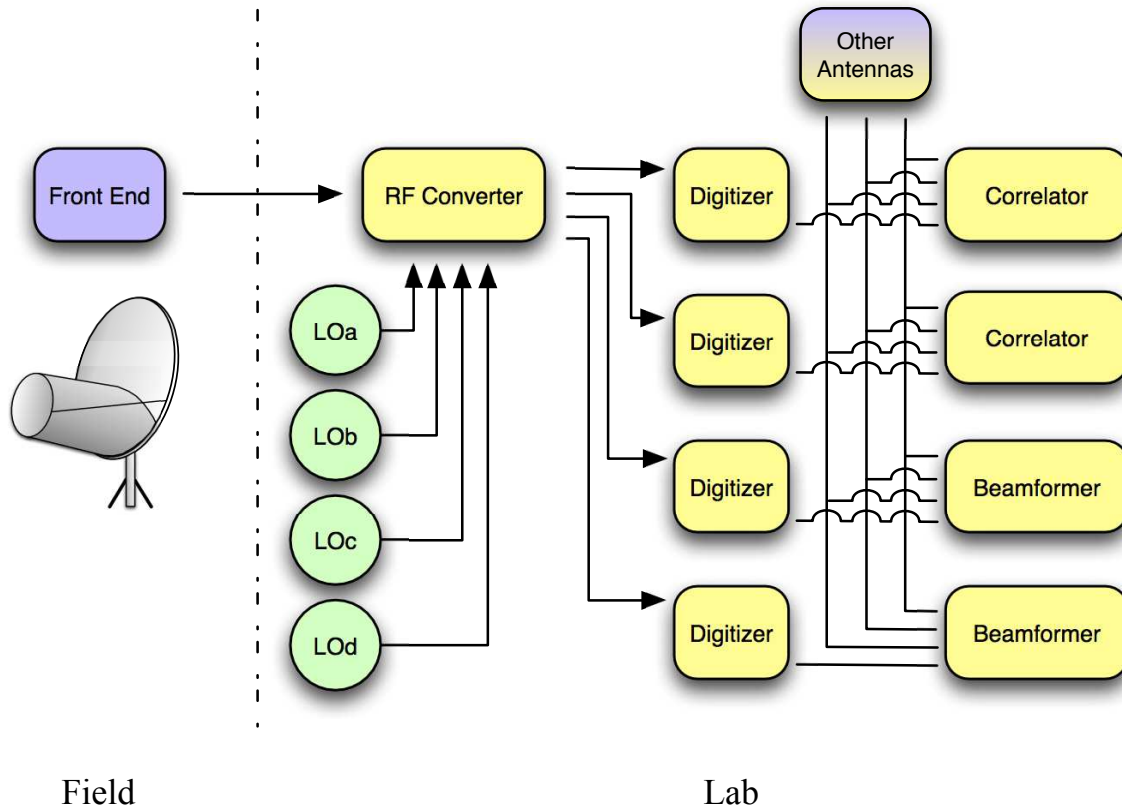 Other
Antennas
Front End
RF Converter
Digitizer
Correlator
LOa
Digitizer
Correlator
LOb
LOc
Digitizer
Beamformer
LOd
Digitizer
Beamformer
Field
Lab